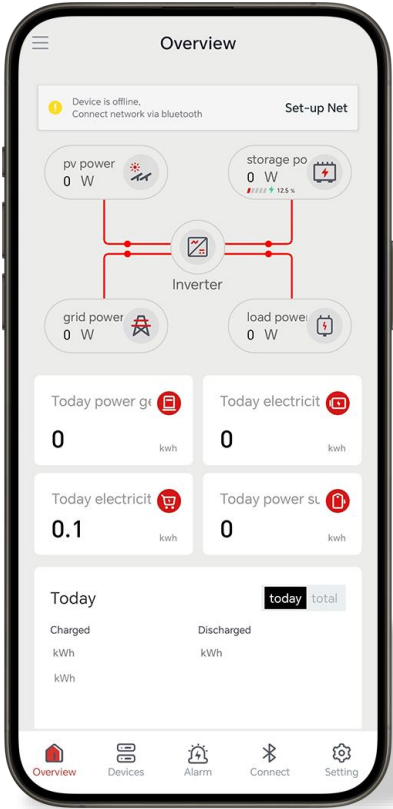 Overview
Device is offline,
Connect network via bluetooth
Set-up Net
pv power
0 W
storage po
0 W
12.5 %
Inverter
grid power
0 W
load power
0 W
Today power ge
0
kwh
Today electricit
0
kwh
Today electricit
0.1
kwh
Today power su
0
kwh
Today
today total
Charged
Discharged
kWh
kWh
kWh
Overview
Devices
Alarm
Connect
Setting